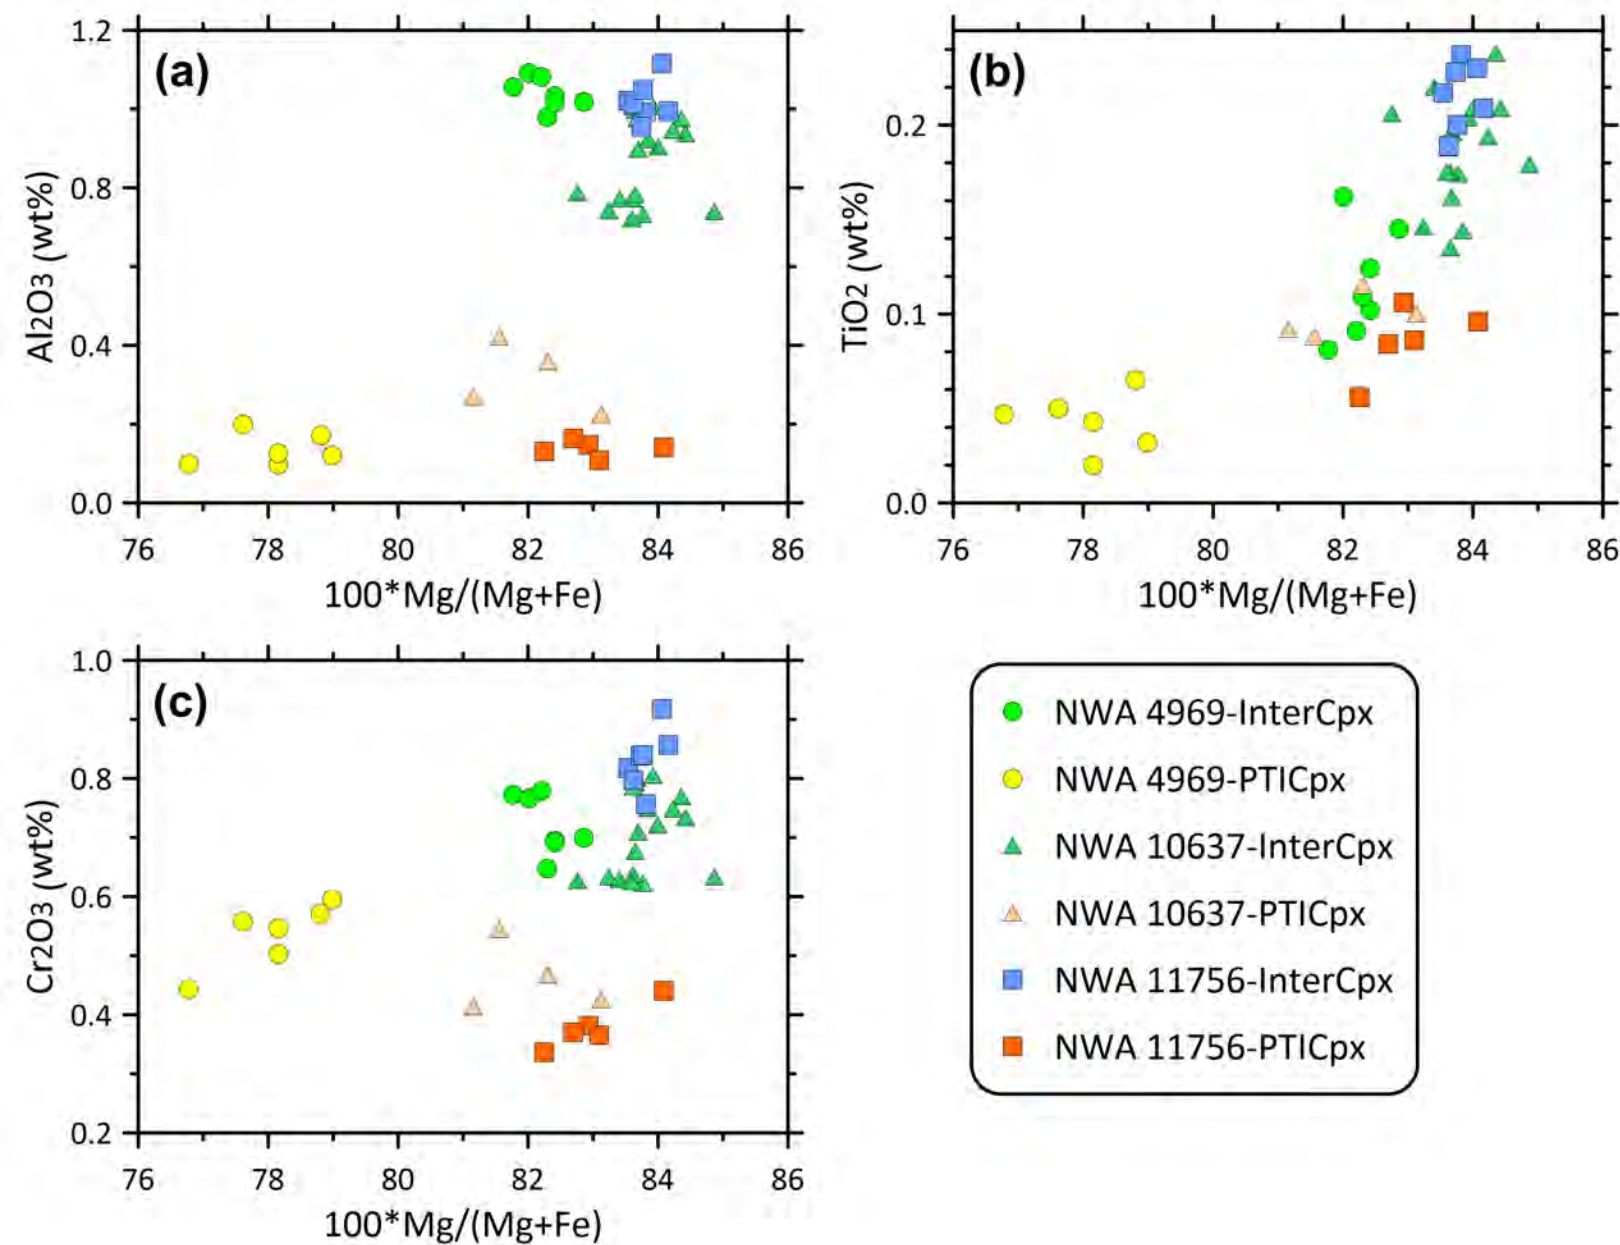 (a)
1.2
0.8
0.4
0.0
Al2O3 (wt%)
76 78 80 82 84 86
100*Mg/(Mg+Fe)
(b)
0.2
0.1
0.0
TiO2 (wt%)
76 78 80 82 84 86
100*Mg/(Mg+Fe)
(c)
1.0
0.8
0.6
0.4
0.2
Cr2O3 (wt%)
76 78 80 82 84 86
100*Mg/(Mg+Fe)
NWA 4969-InterCpx
NWA 4969-PTICpx
NWA 10637-InterCpx
NWA 10637-PTICpx
NWA 11756-InterCpx
NWA 11756-PTICpx